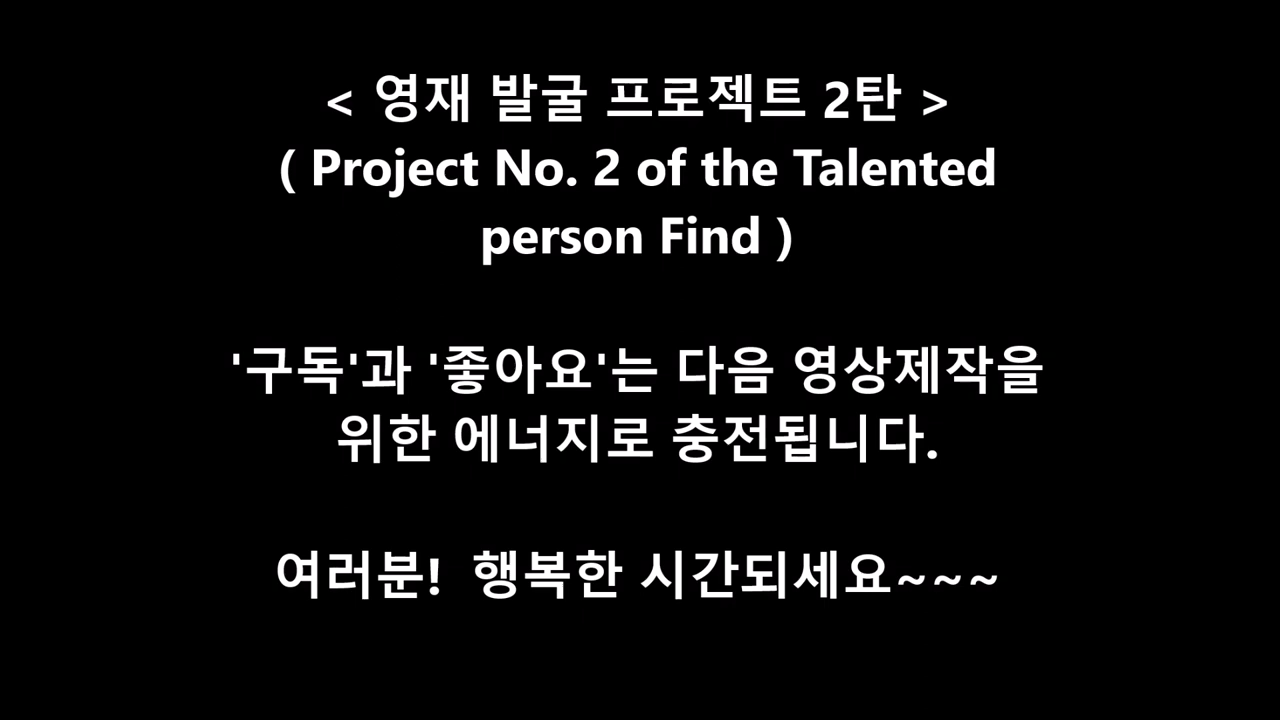 < 영재 발굴 프로젝트 2탄 >
( Project No. 2 of the Talented
person Find )
'구독'과 '좋아요'는 다음 영상제작을
위한 에너지로 충전됩니다.
여러분!  행복한 시간되세요~~~